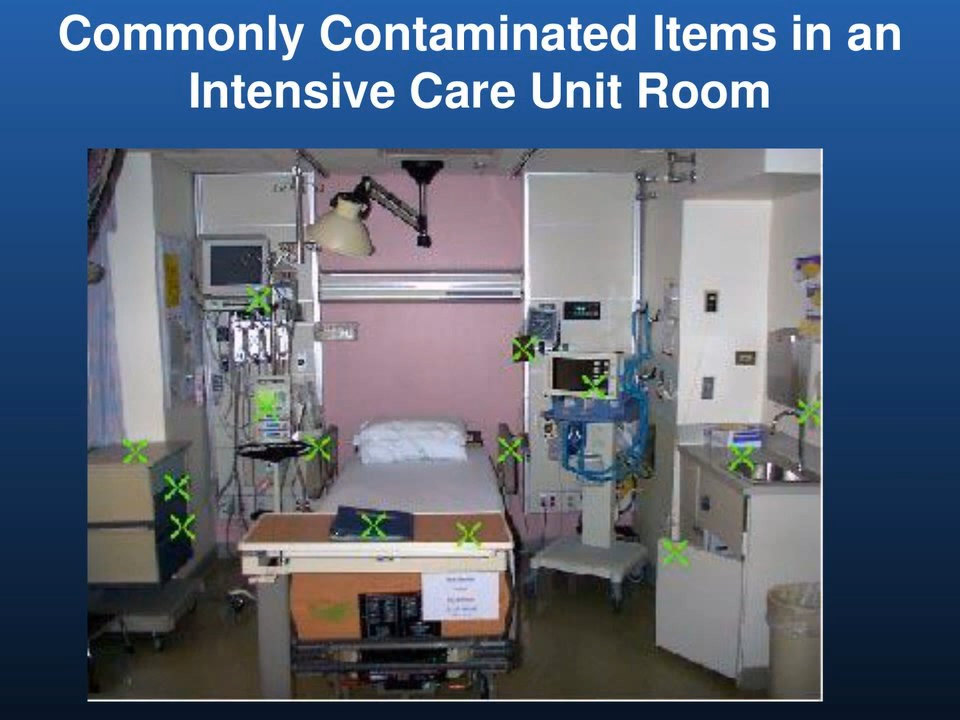 Commonly Contaminated Items in an
Intensive Care Unit Room